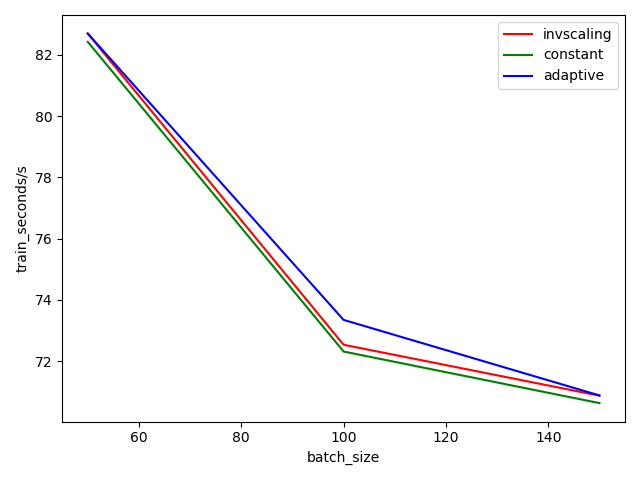 invscaling
constant
adaptive
82
80
78
76
74
72
train_seconds/s
60 80 100 120 140
batch_size